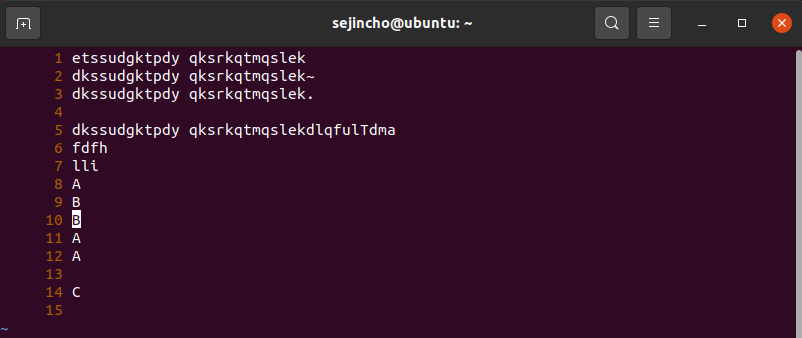 sejincho@ubuntu: ~
1 etssudgktpdy qksrkqtmqslek
2 dkssudgktpdy qksrkqtmqslek~
3 dkssudgktpdy qksrkqtmqslek.
4
5 dkssudgktpdy qksrkqtmqslekdlqfulTdma
6 fdfh
7 lli
8 A
9 B
10 B
11 A
12 A
13
14 C
15
~